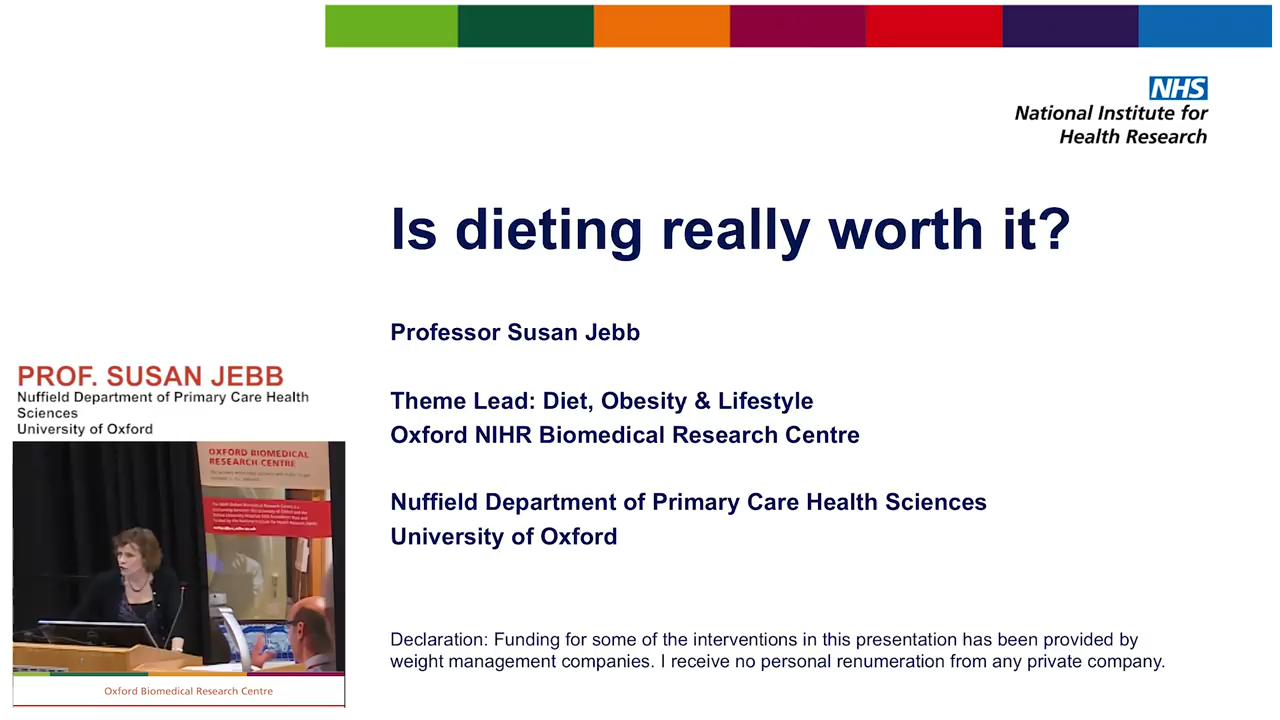 NHS
National Institute for
Health Research
Is dieting really worth it?
Professor Susan Jebb
Theme Lead: Diet, Obesity & Lifestyle
Oxford NIHR Biomedical Research Centre
Nuffield Department of Primary Care Health Sciences
University of Oxford
Declaration: Funding for some of the interventions in this presentation has been provided by
weight management companies. I receive no personal renumeration from any private company.
PROF. SUSAN JEBB
Nuffield Department of Primary Care Health
Sciences
University of Oxford
OXFORD BIOMEDICAL
RESEARCH CENTRE
Oxford Biomedical Research Centre